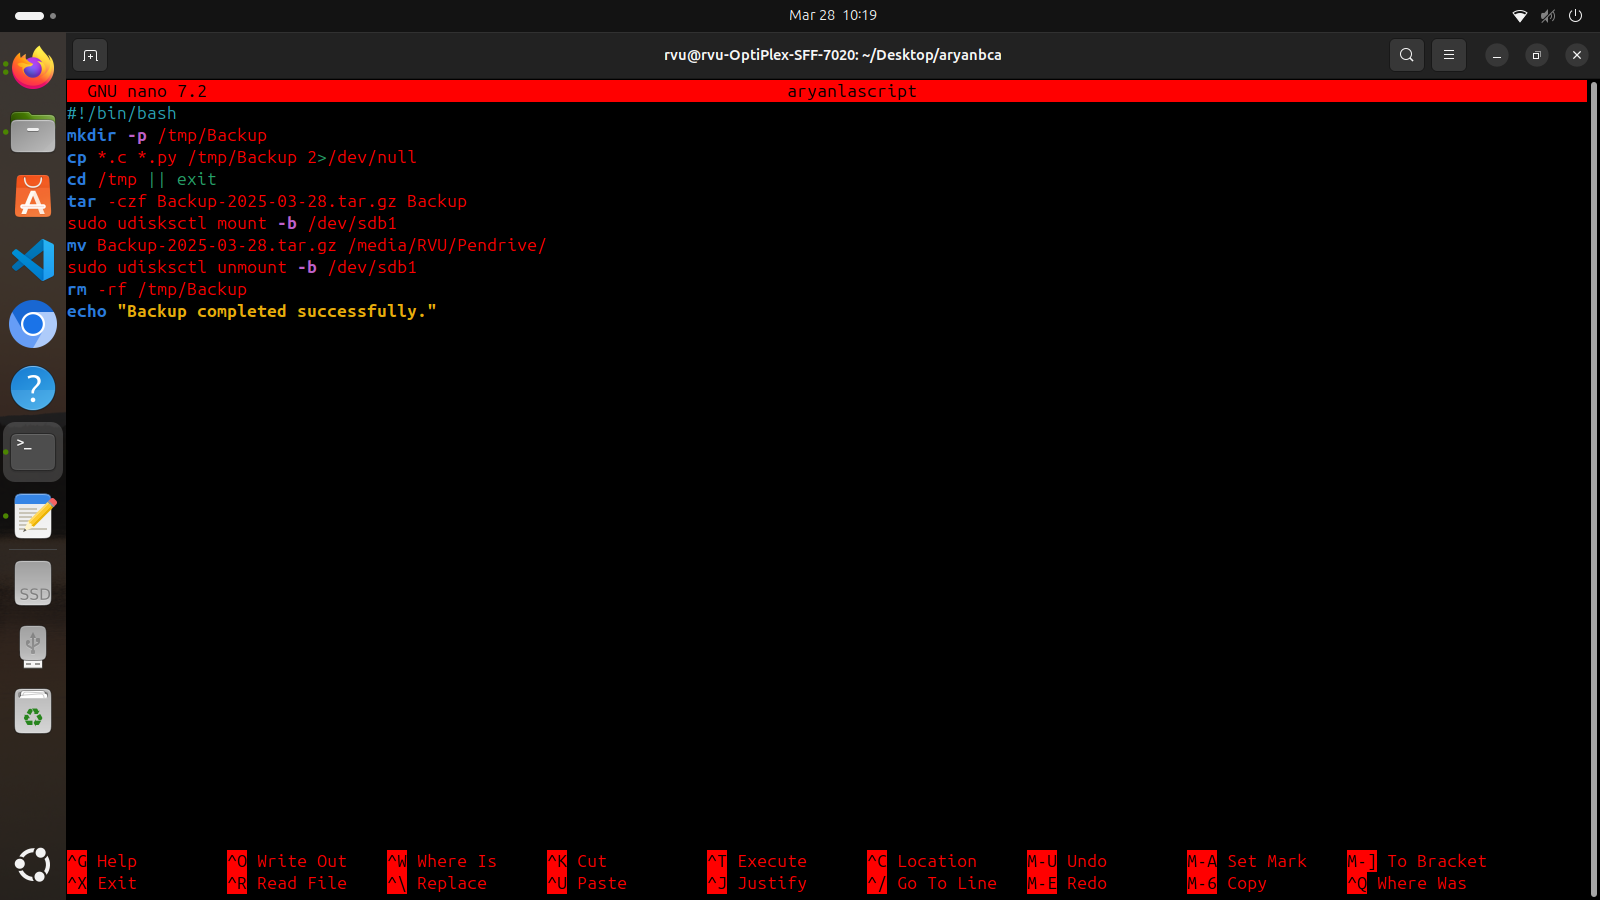 Mar 28 10:19
rvu@rvu-OptiPlex-SFF-7020: ~/Desktop/aryanbca
GNU nano 7.2 aryanlascript
#!/bin/bash
mkdir -p /tmp/Backup
cp *.c *.py /tmp/Backup 2>/dev/null
cd /tmp || exit
tar -czf Backup-2025-03-28.tar.gz Backup
sudo udisksctl mount -b /dev/sdb1
mv Backup-2025-03-28.tar.gz /media/RVU/Pendrive/
sudo udisksctl unmount -b /dev/sdb1
rm -rf /tmp/Backup
echo "Backup completed successfully."
>_
SSD
^G Help ^O Write Out ^W Where Is ^K Cut ^T Execute ^C Location M-U Undo M-A Set Mark M-] To Bracket
^X Exit ^R Read File ^\ Replace ^U Paste ^J Justify ^/ Go To Line M-E Redo M-6 Copy ^Q Where Was